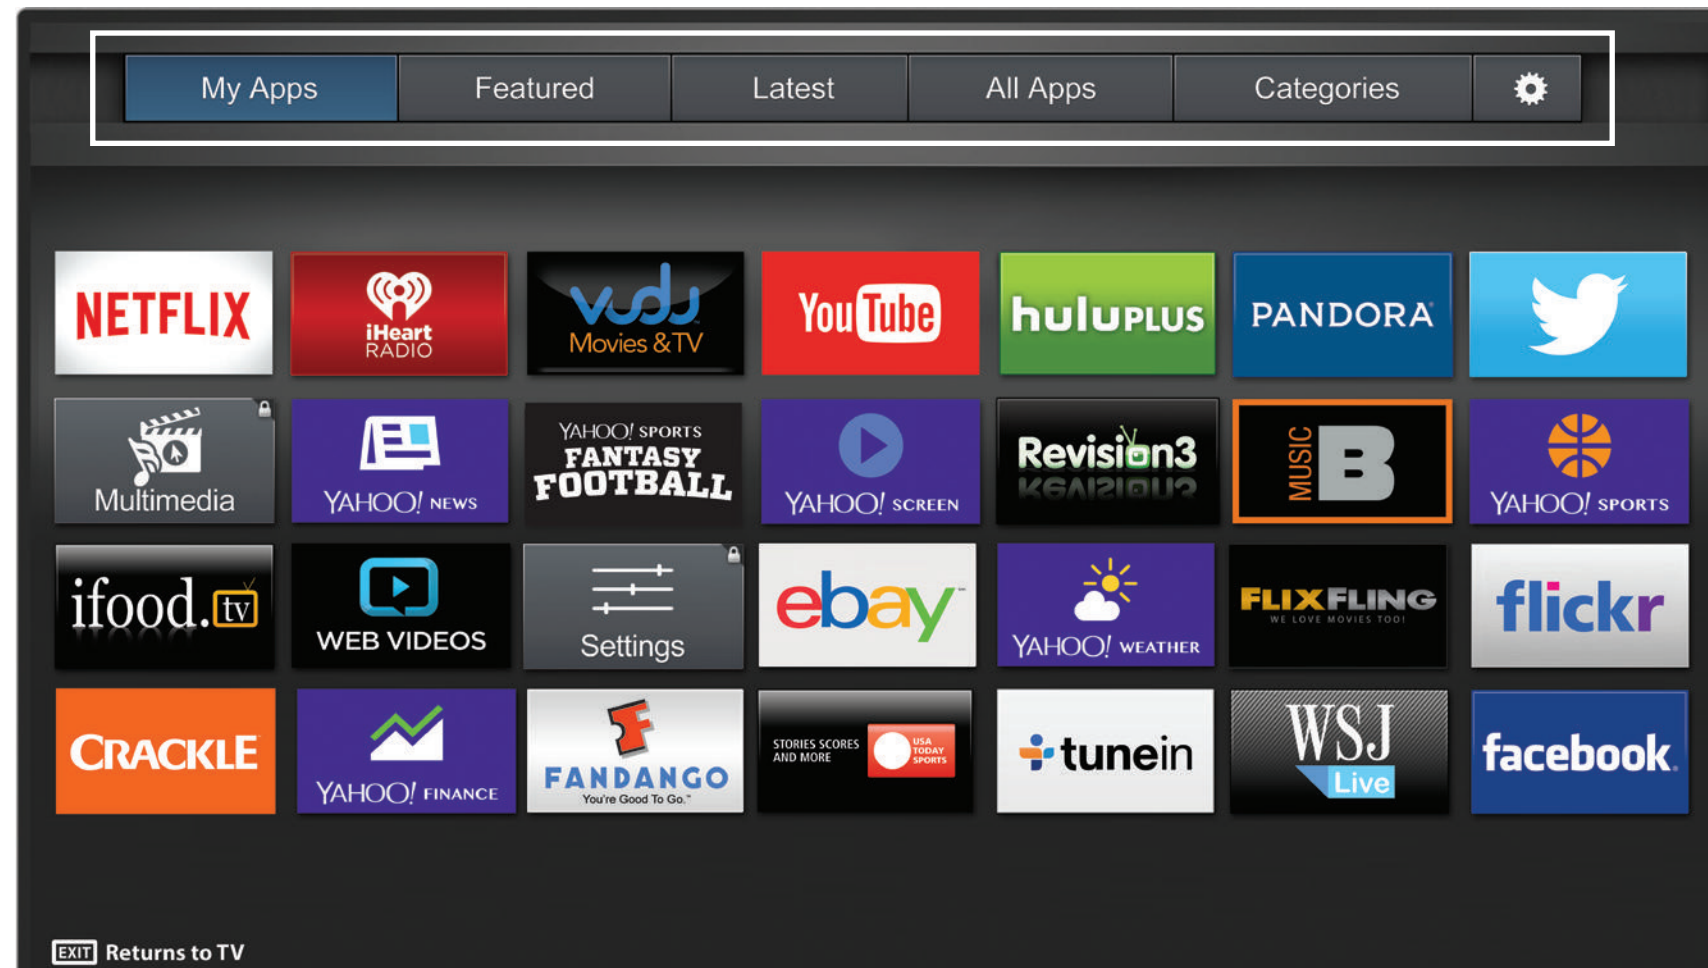 My Apps
Featured
Latest
All Apps
Categories
NETFLIX
iHeart
RADIO
vudu
Movies & TV
YouTube
huluPLUS
PANDORA
Multimedia
YAHOO! NEWS
YAHOO! SPORTS
FANTASY
FOOTBALL
YAHOO! SCREEN
Revision3
MUSIC
B
YAHOO! SPORTS
ifood.tv
WEB VIDEOS
Settings
ebay™
YAHOO! WEATHER
FLIXFLING
WE LOVE MOVIES TOO!
flickr
CRACKLE
YAHOO! FINANCE
F
FANDANGO
You're Good To Go.™
STORIES SCORES
AND MORE
USA
TODAY
SPORTS
tunein
WSJ
Live
facebook.
EXIT Returns to TV